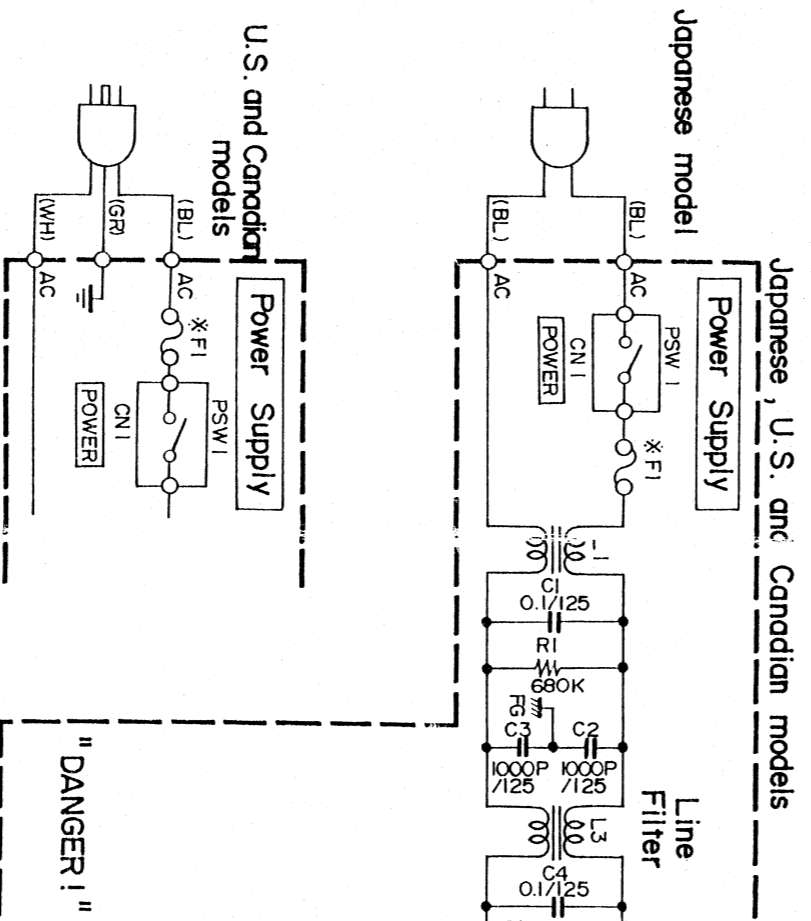 Japanese model
Japanese, U.S. and Canadian models
(BL)
(BL)
AC
AC
Power Supply
PSW 1
CN 1
POWER
※F1
C1
0.1/125
R1
680K
FG
C3
1000P
/125
C2
1000P
/125
Line
Filter
L3
C4
0.1/125
U.S. and Canadian
models
(BL)
(GR)
(WH)
AC
AC
Power Supply
※F1
PSW 1
CN 1
POWER
"DANGER!"